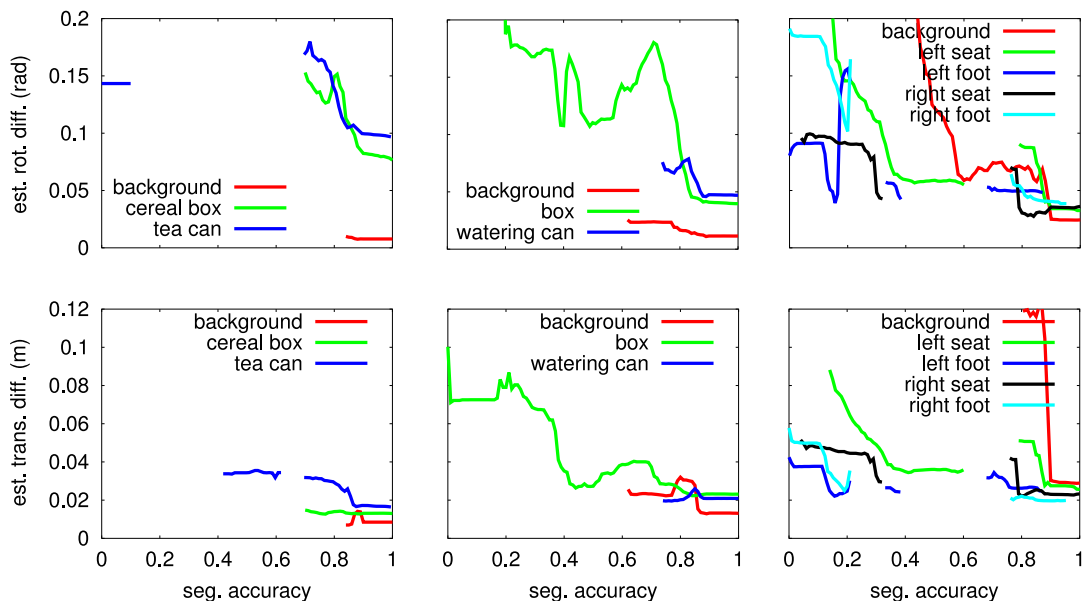 est. rot. diff. (rad)
0.2
0.15
0.1
0.05
0
background
cereal box
tea can
background
box
watering can
background
left seat
left foot
right seat
right foot
est. trans. diff. (m)
0.12
0.1
0.08
0.06
0.04
0.02
0
background
cereal box
tea can
background
box
watering can
background
left seat
left foot
right seat
right foot
0 0.2 0.4 0.6 0.8 1
0 0.2 0.4 0.6 0.8 1
0 0.2 0.4 0.6 0.8 1
seg. accuracy
seg. accuracy
seg. accuracy